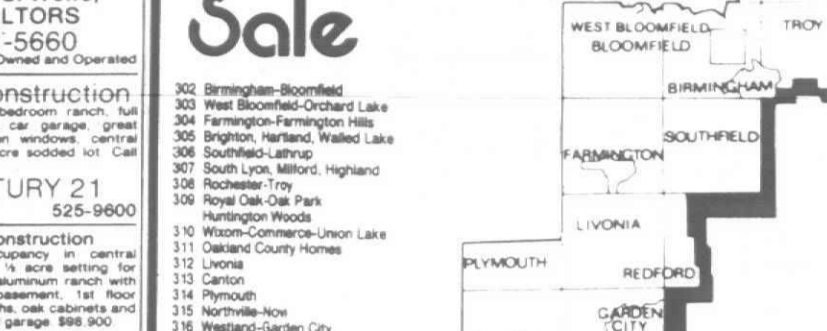 LTORS
-5660
Owned and Operated
onstruction
bedroom ranch, full
car garage, great
n windows, central
cre sodded lot Call
TURY 21
525-9600
onstruction
upancy in central
½ acre setting for
aluminum ranch with
basement, 1st floor
hs, oak cabinets and
garage $98,900
Sale
302 Birmingham-Bloomfield
303 West Bloomfield-Orchard Lake
304 Farmington-Farmington Hills
305 Brighton, Hartland, Walled Lake
306 Southfield-Lathrup
307 South Lyon, Milford, Highland
308 Rochester-Troy
309 Royal Oak-Oak Park
Huntington Woods
310 Wixom-Commerce-Union Lake
311 Oakland County Homes
312 Livonia
313 Canton
314 Plymouth
315 Northville-Novi
316 Westland-Garden City
WEST BLOOMFIELD
BLOOMFIELD
TROY
BIRMINGHAM
SOUTHFIELD
FARMINGTON
LIVONIA
PLYMOUTH
REDFORD
GARDEN
CITY